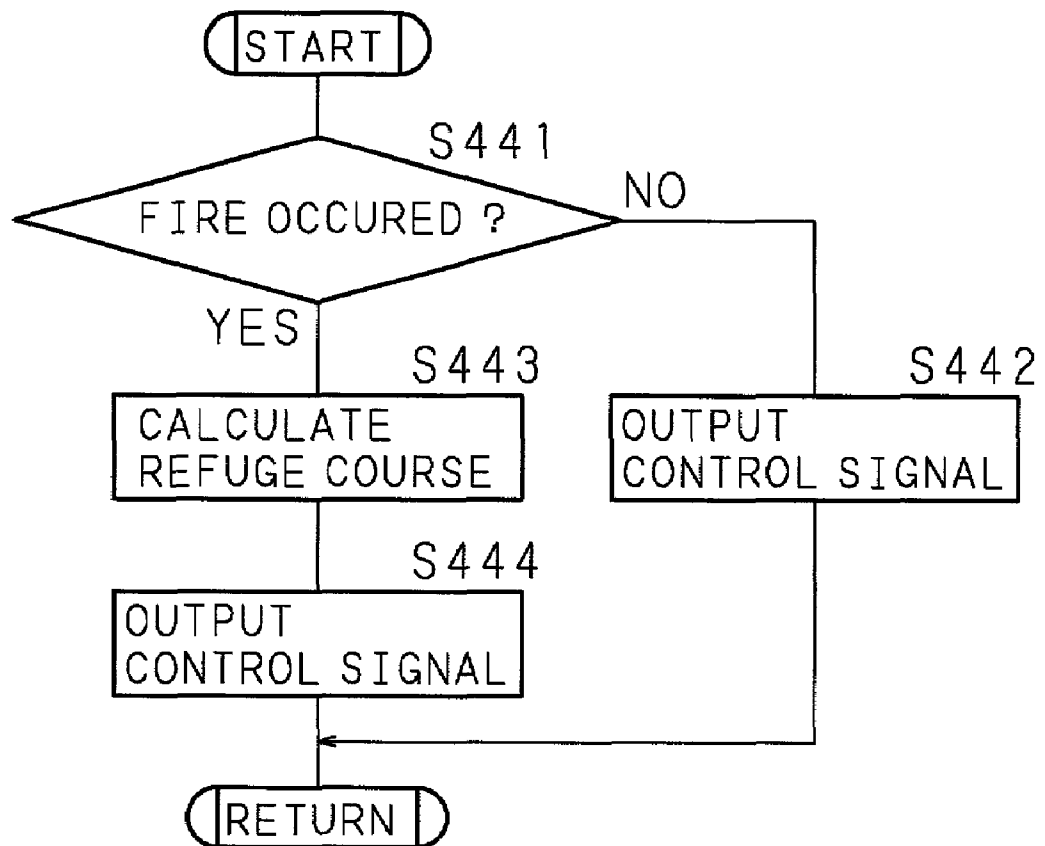 START
S441
FIRE OCCURED ?
NO
YES
S443
CALCULATE
REFUGE COURSE
S442
OUTPUT
CONTROL SIGNAL
S444
OUTPUT
CONTROL SIGNAL
RETURN